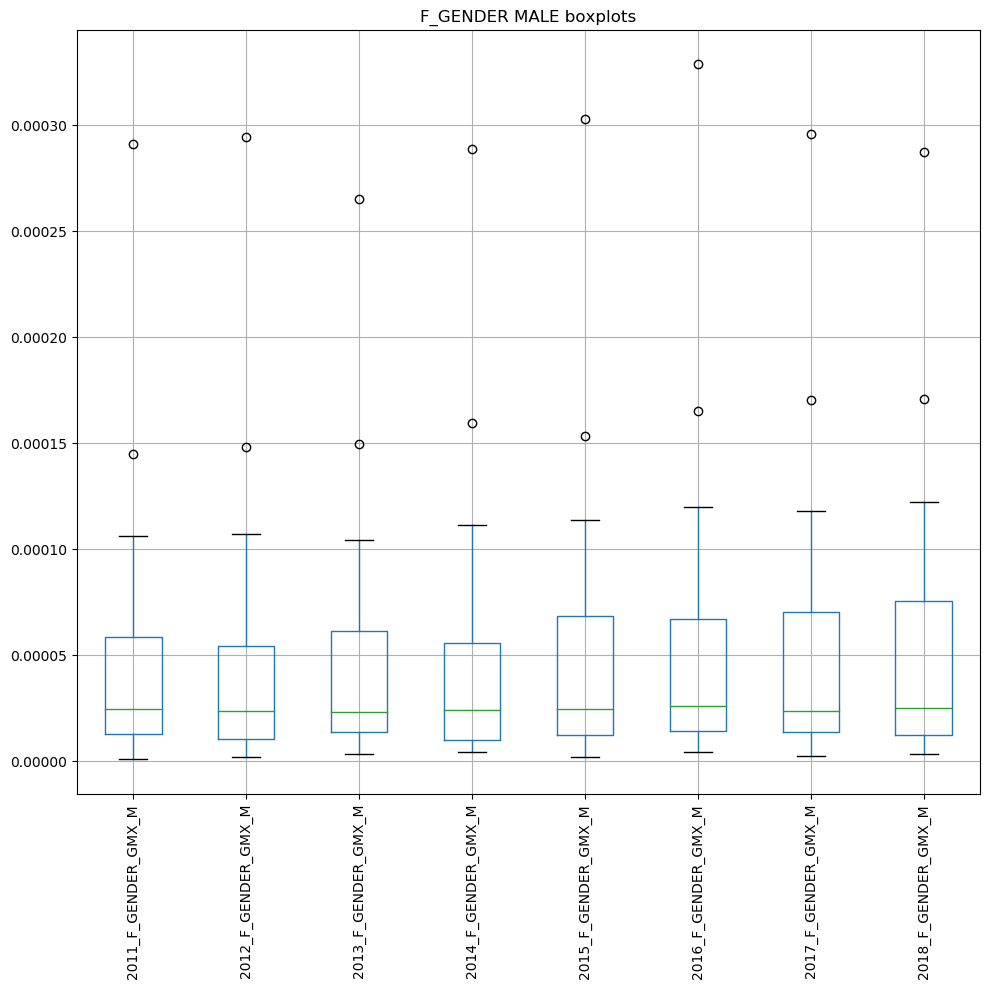 F_GENDER MALE boxplots
0.00030
0.00025
0.00020
0.00015
0.00010
0.00005
0.00000
2011_F_GENDER_GMX_M
2012_F_GENDER_GMX_M
2013_F_GENDER_GMX_M
2014_F_GENDER_GMX_M
2015_F_GENDER_GMX_M
2016_F_GENDER_GMX_M
2017_F_GENDER_GMX_M
2018_F_GENDER_GMX_M